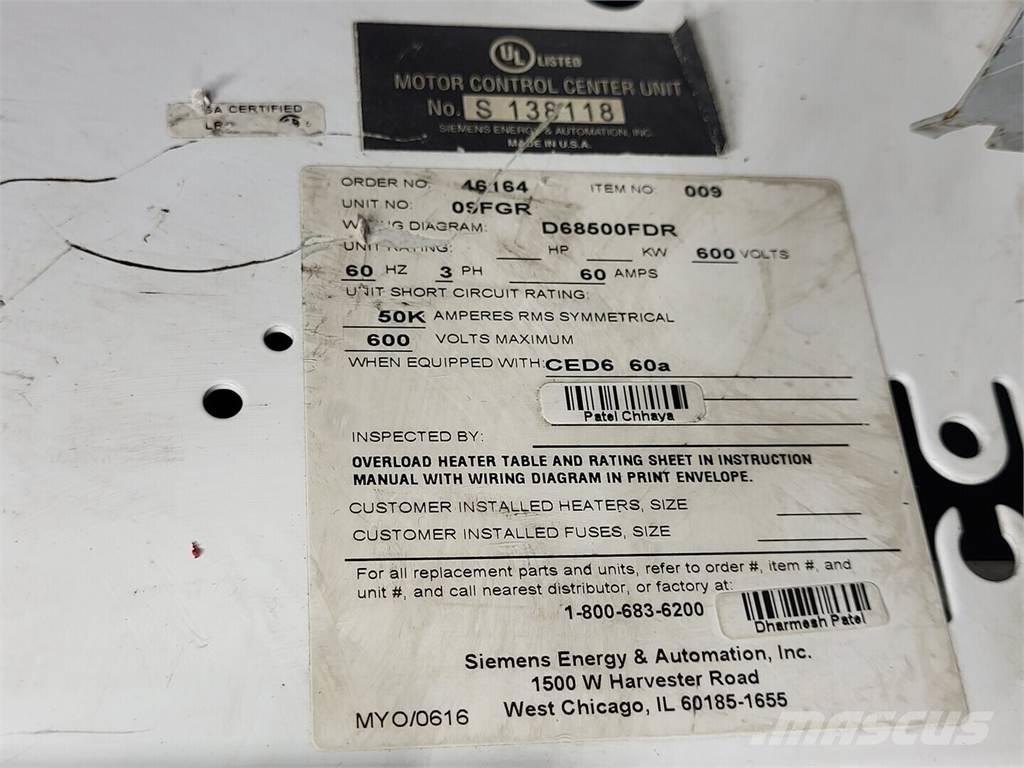 UL LISTED
MOTOR CONTROL CENTER UNIT
No. S 138118
SIEMENS ENERGY & AUTOMATION, INC.
MADE IN U.S.A.
SA CERTIFIED
ORDER NO: 46164 ITEM NO: 009
UNIT NO: 09FGR
DIAGRAM: D68500FDR
UNIT RATING: HP KW 600 VOLTS
60 HZ 3 PH 60 AMPS
UNIT SHORT CIRCUIT RATING:
50K AMPERES RMS SYMMETRICAL
600 VOLTS MAXIMUM
WHEN EQUIPPED WITH: CED6 60a
Patel Chhaya
INSPECTED BY:
OVERLOAD HEATER TABLE AND RATING SHEET IN INSTRUCTION
MANUAL WITH WIRING DIAGRAM IN PRINT ENVELOPE.
CUSTOMER INSTALLED HEATERS, SIZE
CUSTOMER INSTALLED FUSES, SIZE
For all replacement parts and units, refer to order #, item #, and
unit #, and call nearest distributor, or factory at:
1-800-683-6200
Dharmesh Patel
Siemens Energy & Automation, Inc.
1500 W Harvester Road
West Chicago, IL 60185-1655
MYO/0616
MASCUS